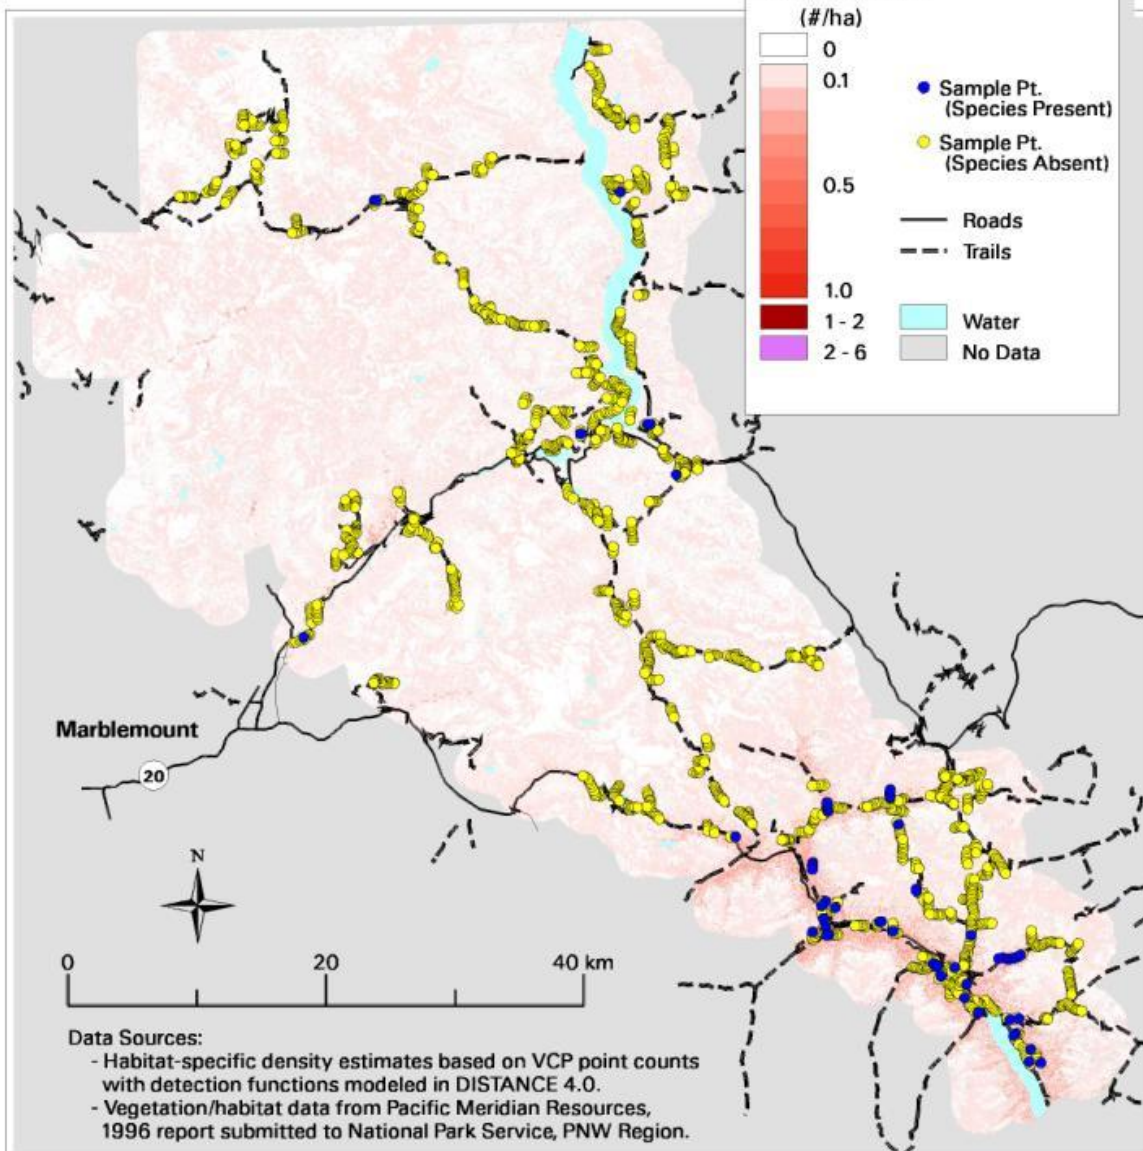 (#/ha)
0
0.1
0.5
1.0
1 - 2
2 - 6
Sample Pt.
(Species Present)
Sample Pt.
(Species Absent)
Roads
Trails
Water
No Data
Marblemount
20
N
0 20 40 km
Data Sources:
- Habitat-specific density estimates based on VCP point counts
with detection functions modeled in DISTANCE 4.0.
- Vegetation/habitat data from Pacific Meridian Resources,
1996 report submitted to National Park Service, PNW Region.